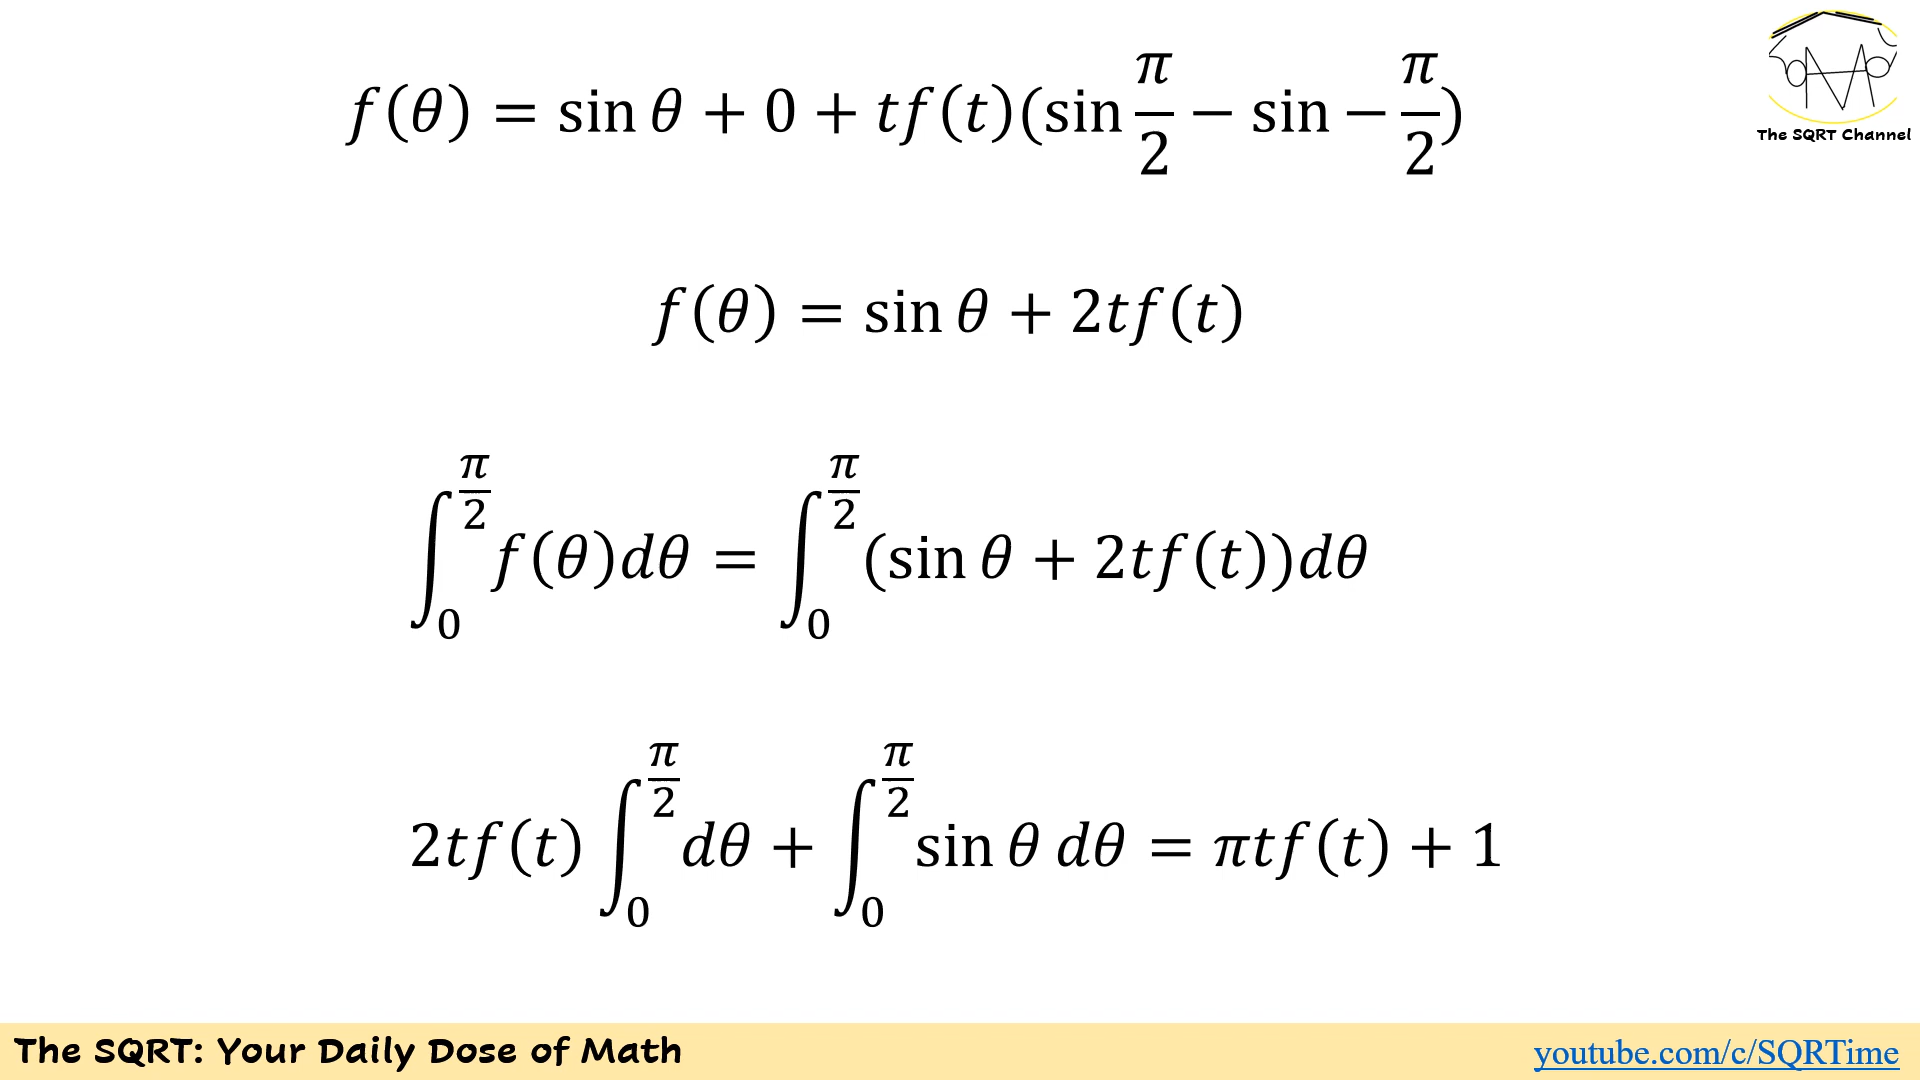 f(θ) = sin θ + 0 + tf(t)(sin π/2 − sin − π/2)
The SQRT Channel
f(θ) = sin θ + 2tf(t)
∫_0^(π/2) f(θ)dθ = ∫_0^(π/2) (sin θ + 2tf(t))dθ
2tf(t) ∫_0^(π/2) dθ + ∫_0^(π/2) sin θ dθ = πtf(t) + 1
The SQRT: Your Daily Dose of Math
youtube.com/c/SQRTime